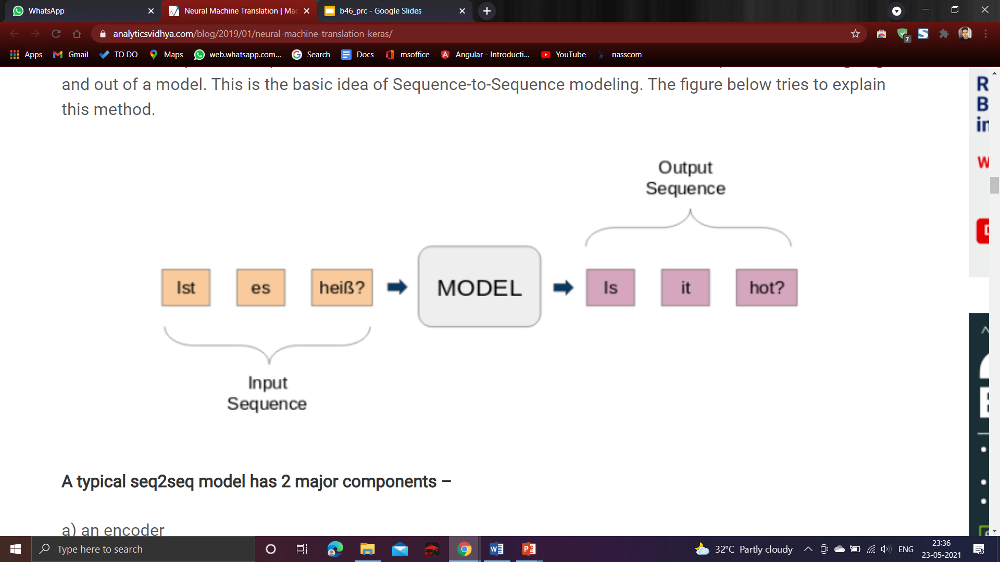 WhatsApp
Neural Machine Translation | Mac
b46_prc - Google Slides
analyticsvidhya.com/blog/2019/01/neural-machine-translation-keras/
7
Apps Gmail TO DO Maps web.whatsapp.com... Search Docs msoffice Angular - Introducti... YouTube nasscom
and out of a model. This is the basic idea of Sequence-to-Sequence modeling. The figure below tries to explain
this method.
Output
Sequence
Ist es heiß? MODEL Is it hot?
Input
Sequence
A typical seq2seq model has 2 major components –
a) an encoder
R
B
in
W
Type here to search
32°C Partly cloudy
ENG
23:36
23-05-2021